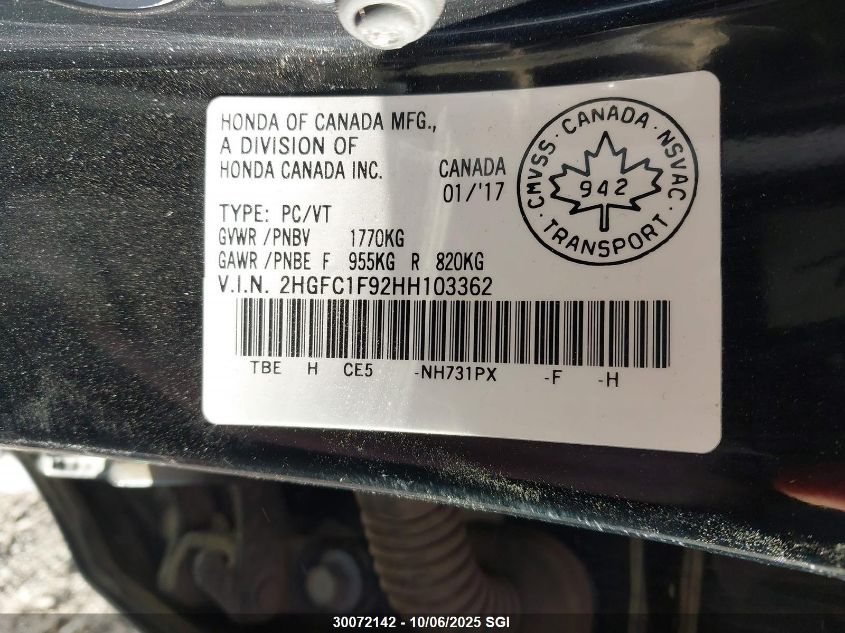 HONDA OF CANADA MFG.,
A DIVISION OF
HONDA CANADA INC. CANADA
01/'17
TYPE: PC/VT
GVWR /PNBV 1770KG
GAWR /PNBE F 955KG R 820KG
V.I.N. 2HGFC1F92HH103362
TBE H CE5 -NH731PX -F -H
CMVSS · CANADA · NSVAC
942
· TRANSPORT ·
30072142 - 10/06/2025 SGI